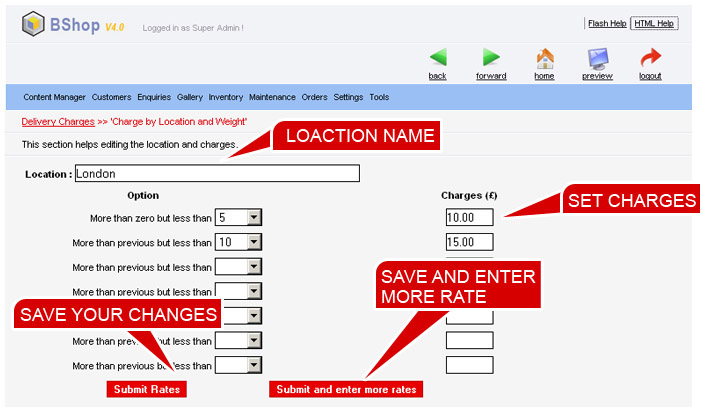 BShop V4.0 Logged in as Super Admin !
Flash Help HTML Help
back forward home preview logout
Content Manager Customers Enquiries Gallery Inventory Maintenance Orders Settings Tools
Delivery Charges >> 'Charge by Location and Weight'
LOACTION NAME
This section helps editing the location and charges.
Location : London
Option Charges (£)
SET CHARGES
More than zero but less than 5 10.00
More than previous but less than 10 15.00
More than previous but less than
SAVE AND ENTER
MORE RATE
More than previous but less than
SAVE YOUR CHANGES
More than previous but less than
More than previous but less than
Submit Rates Submit and enter more rates